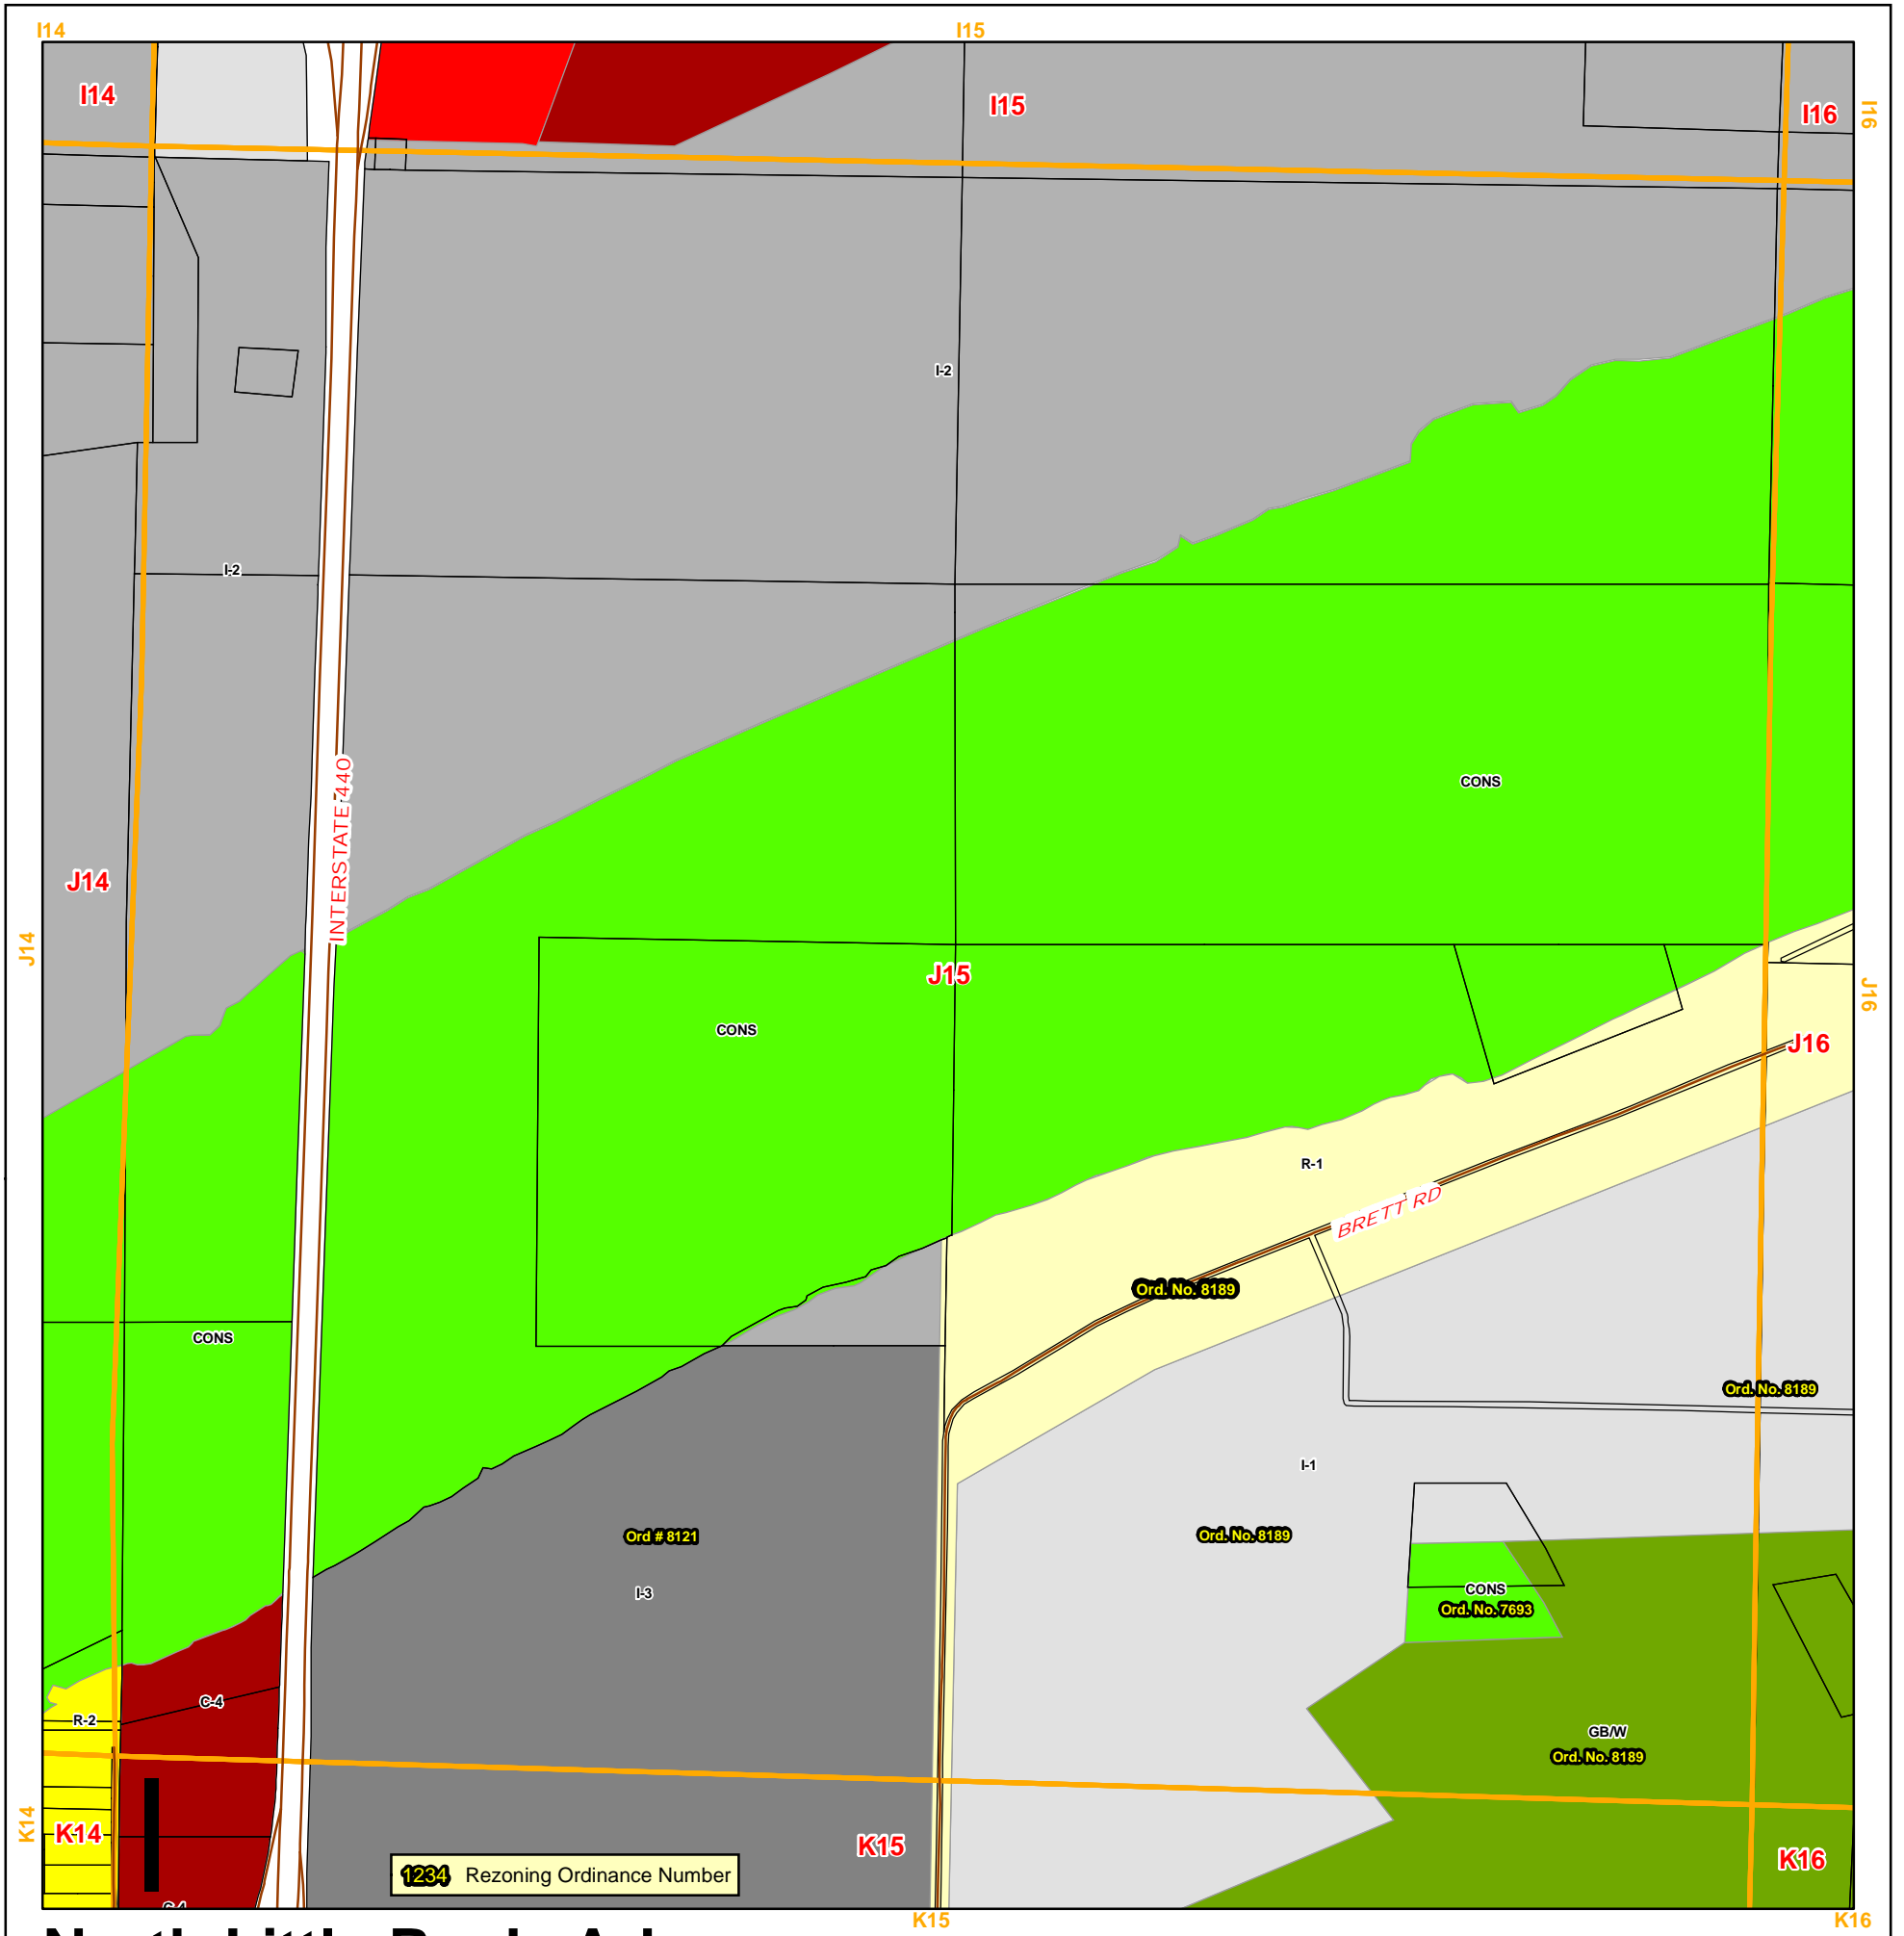 I14
I15
I14
I15
I16
I16
I-2
I-2
INTERSTATE 440
CONS
J14
J14
J15
J16
CONS
J16
R-1
BRETT RD
Ord. No. 8189
CONS
Ord. No. 8189
I-1
Ord # 8121
Ord. No. 8189
I-3
CONS
Ord. No. 7693
C-4
R-2
GB/W
Ord. No. 8189
K14
K14
K15
K16
1234 Rezoning Ordinance Number
C-4
K15
K16